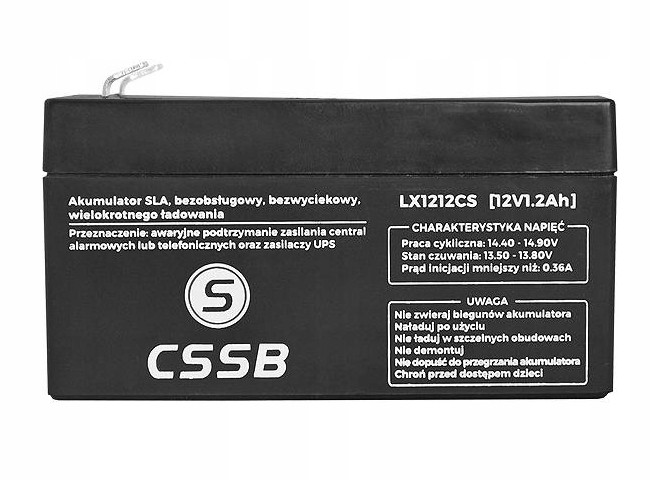 Akumulator SLA, bezobsługowy, bezwyciekowy,
wielokrotnego ładowania
Przeznaczenie: awaryjne podtrzymanie zasilania central
alarmowych lub telefonicznych oraz zasilaczy UPS
S
CSSB
LX1212CS [12V1.2Ah]
CHARAKTERYSTYKA NAPIĘĆ
Praca cykliczna: 14.40 - 14.90V
Stan czuwania: 13.50 - 13.80V
Prąd inicjacji mniejszy niż: 0.36A
UWAGA
Nie zwieraj biegunów akumulatora
Naładuj po użyciu
Nie ładuj w szczelnych obudowach
Nie demontuj
Nie dopuść do przegrzania akumulatora
Chroń przed dostępem dzieci